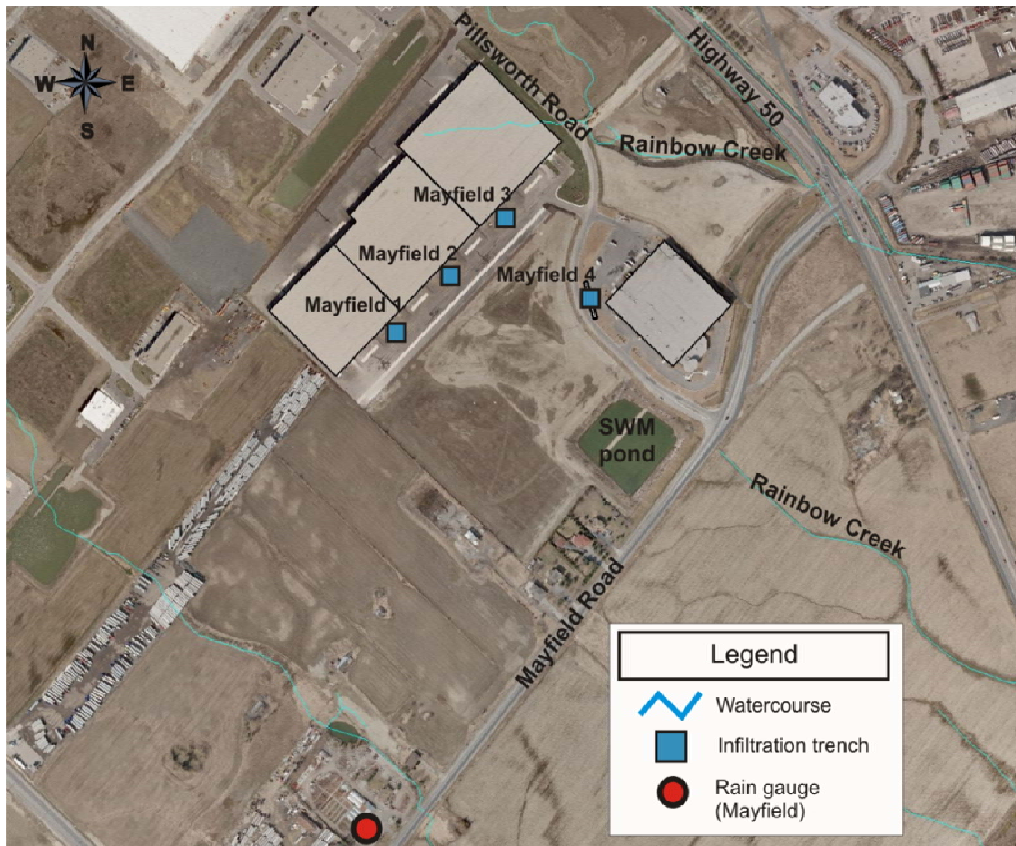 N
W E
S
Pillsworth Road
Highway 50
Rainbow Creek
Mayfield 3
Mayfield 2
Mayfield 4
Mayfield 1
SWM
pond
Rainbow Creek
Mayfield Road
Legend
Watercourse
Infiltration trench
Rain gauge
(Mayfield)